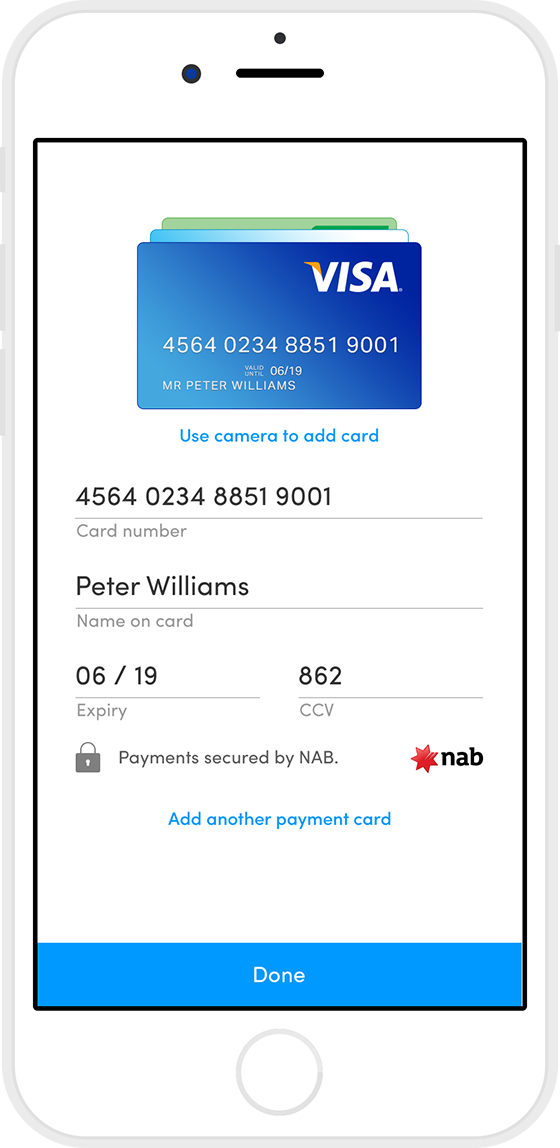 VISA
4564 0234 8851 9001
VALID
UNTIL 06/19
MR PETER WILLIAMS
Use camera to add card
4564 0234 8851 9001
Card number
Peter Williams
Name on card
06 / 19 862
Expiry CCV
Payments secured by NAB. nab
Add another payment card
Done